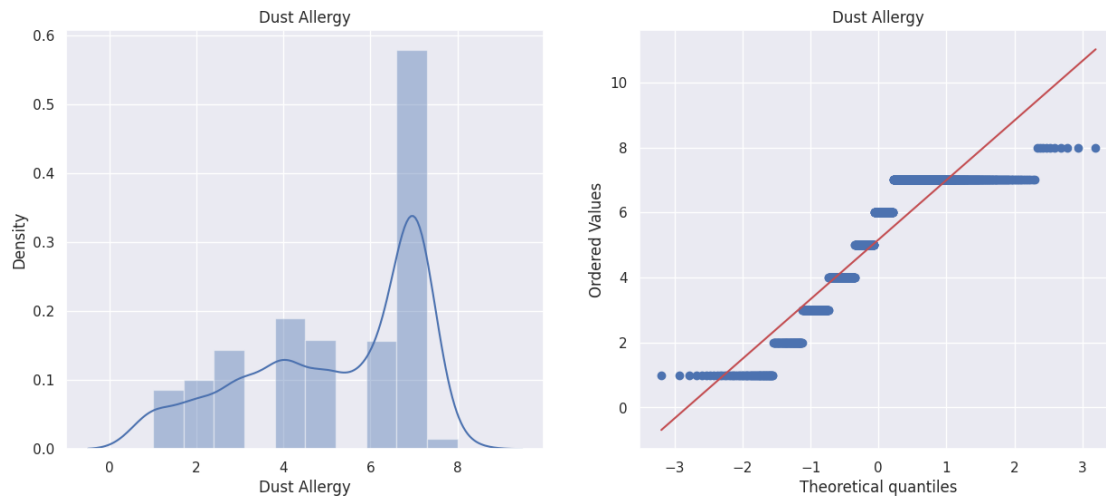 Dust Allergy
0.6
0.5
0.4
0.3
0.2
0.1
0.0
Density
0 2 4 6 8
Dust Allergy
Dust Allergy
10
8
6
4
2
0
Ordered Values
−3 −2 −1 0 1 2 3
Theoretical quantiles